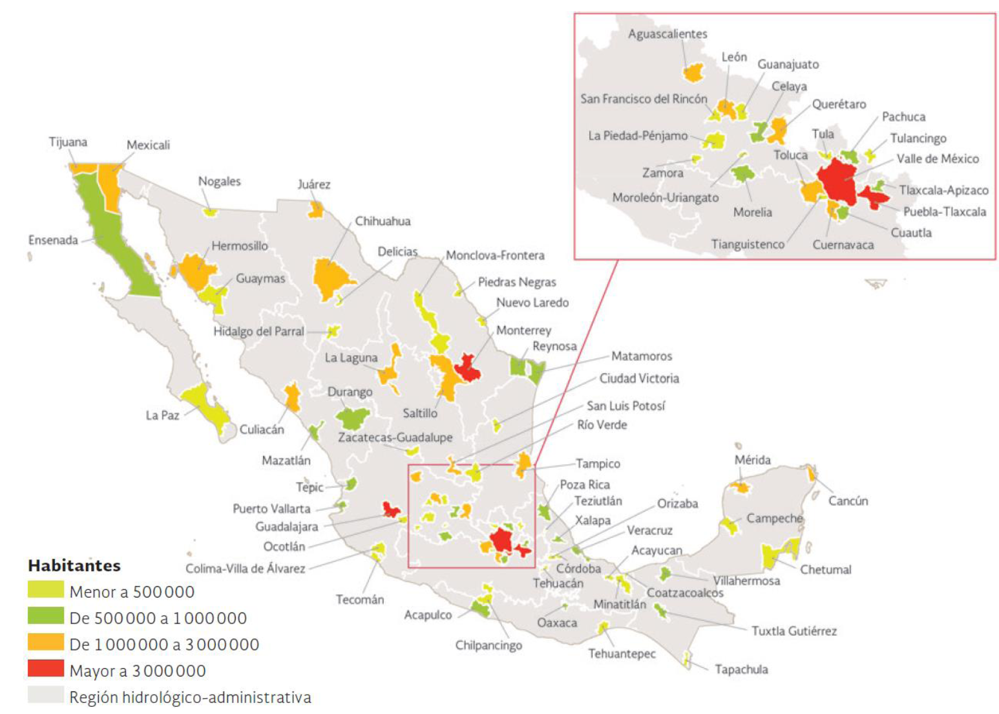 Aguascalientes
León
Guanajuato
Celaya
San Francisco del Rincón
Querétaro
Pachuca
La Piedad-Pénjamo
Tula
Tulancingo
Toluca
Valle de México
Zamora
Tlaxcala-Apizaco
Moroleón-Uriangato
Morelia
Puebla-Tlaxcala
Cuautla
Tianguistenco
Cuernavaca
Tijuana
Mexicali
Nogales
Juárez
Chihuahua
Ensenada
Hermosillo
Delicias
Monclova-Frontera
Guaymas
Piedras Negras
Nuevo Laredo
Hidalgo del Parral
Monterrey
Reynosa
La Laguna
Matamoros
Ciudad Victoria
Durango
San Luis Potosí
La Paz
Saltillo
Culiacán
Río Verde
Zacatecas-Guadalupe
Mazatlán
Tampico
Mérida
Tepic
Poza Rica
Teziutlán
Orizaba
Cancún
Puerto Vallarta
Xalapa
Campeche
Guadalajara
Veracruz
Ocotlán
Acayucan
Colima-Villa de Álvarez
Córdoba
Chetumal
Tehuacán
Villahermosa
Coatzacoalcos
Tecomán
Minatitlán
Acapulco
Oaxaca
Tuxtla Gutiérrez
Chilpancingo
Tehuantepec
Tapachula
Habitantes
Menor a 500 000
De 500 000 a 1 000 000
De 1 000 000 a 3 000 000
Mayor a 3 000 000
Región hidrológico-administrativa